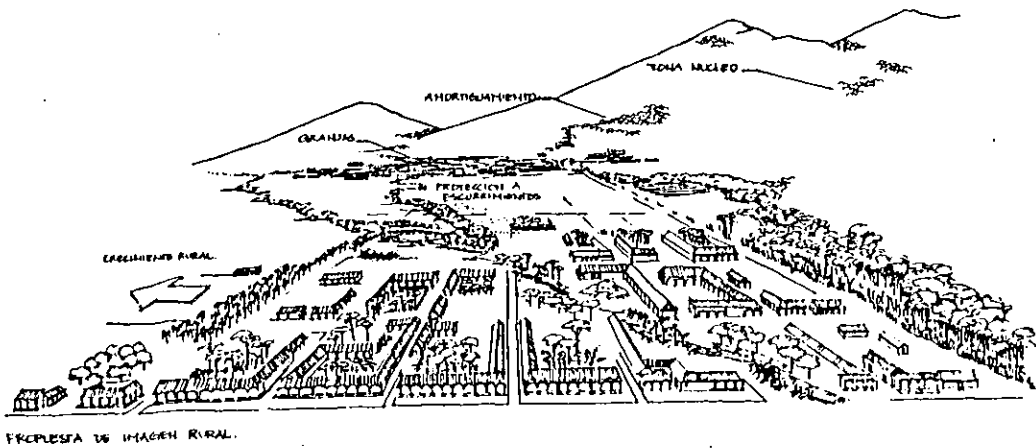 ZONA NUCLEO
AMORTIGUAMIENTO
GRANJAS
PROTECCION A
ESCURRIMIENTOS
CRECIMIENTO RURAL
PROPUESTA DE IMAGEN RURAL.